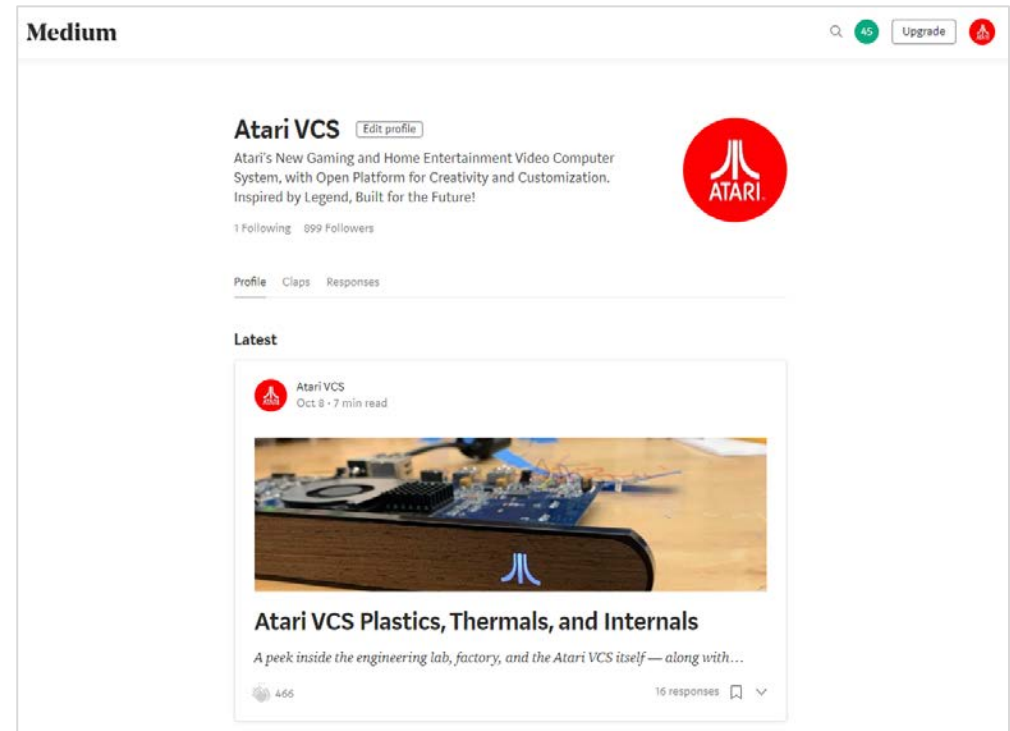 Medium
45
Upgrade
Atari VCS
Edit profile
Atari's New Gaming and Home Entertainment Video Computer
System, with Open Platform for Creativity and Customization.
Inspired by Legend, Built for the Future!
ATARI
1 Following 899 Followers
Profile Claps Responses
Latest
Atari VCS
Oct 8 · 7 min read
Atari VCS Plastics, Thermals, and Internals
A peek inside the engineering lab, factory, and the Atari VCS itself — along with…
466
16 responses